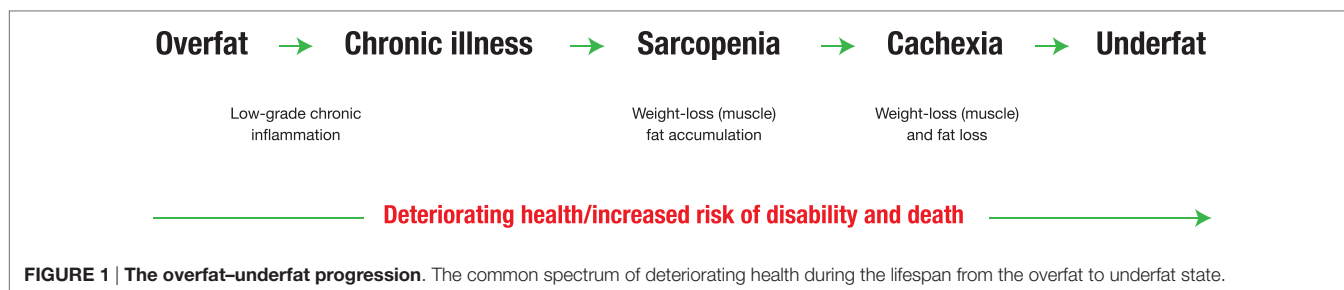 Overfat Chronic illness Sarcopenia Cachexia Underfat
Low-grade chronic Weight-loss (muscle) Weight-loss (muscle)
inflammation fat accumulation and fat loss
Deteriorating health/increased risk of disability and death
FIGURE 1 | The overfat–underfat progression. The common spectrum of deteriorating health during the lifespan from the overfat to underfat state.